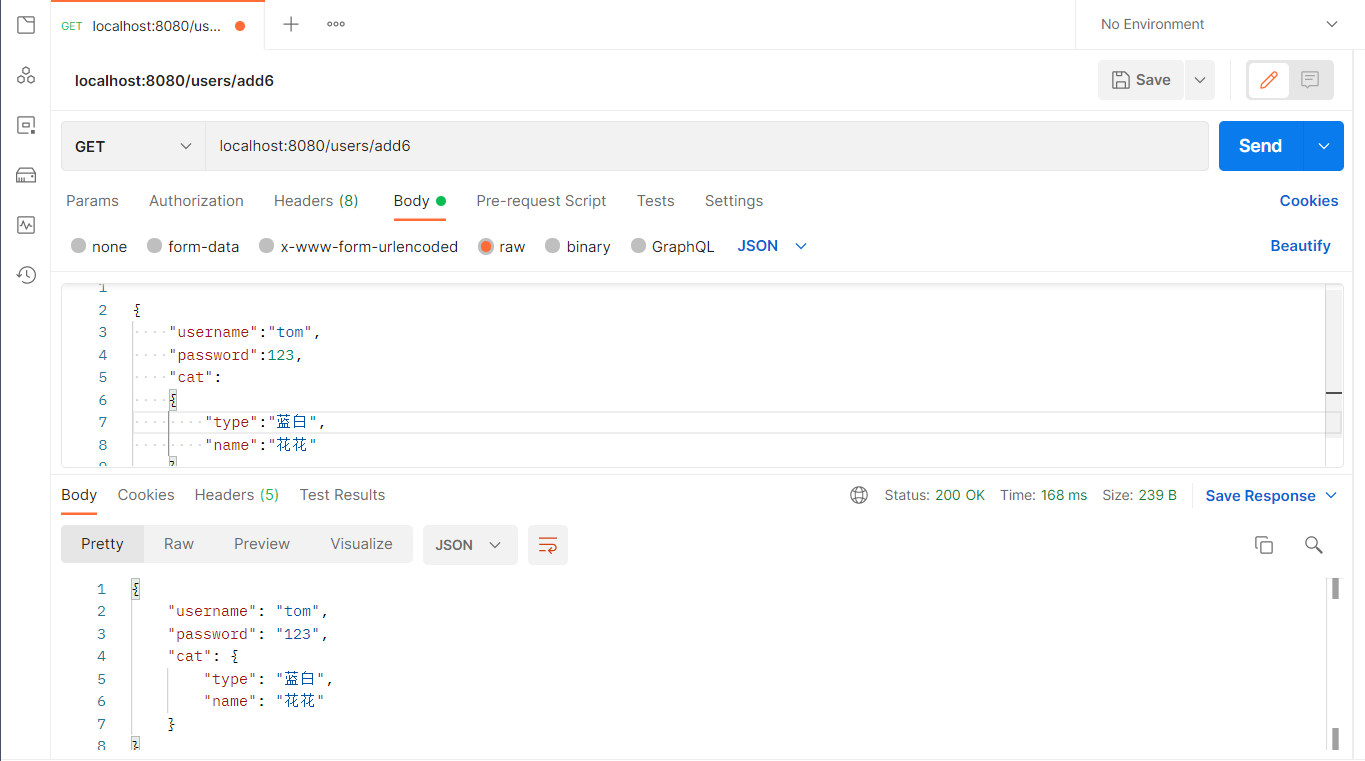 GET localhost:8080/us... No Environment
localhost:8080/users/add6 Save
GET localhost:8080/users/add6 Send
Params Authorization Headers (8) Body Pre-request Script Tests Settings Cookies
none form-data x-www-form-urlencoded raw binary GraphQL JSON Beautify
1
2 {
3 "username":"tom",
4 "password":123,
5 "cat":
6 {
7 "type":"蓝白",
8 "name":"花花"
9 }
Body Cookies Headers (5) Test Results Status: 200 OK Time: 168 ms Size: 239 B Save Response
Pretty Raw Preview Visualize JSON
1 {
2 "username": "tom",
3 "password": "123",
4 "cat": {
5 "type": "蓝白",
6 "name": "花花"
7 }
8 }